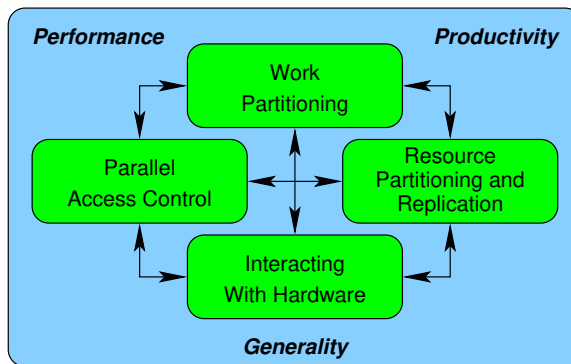 Performance
Productivity
Work
Partitioning
Parallel
Access Control
Resource
Partitioning and
Replication
Interacting
With Hardware
Generality